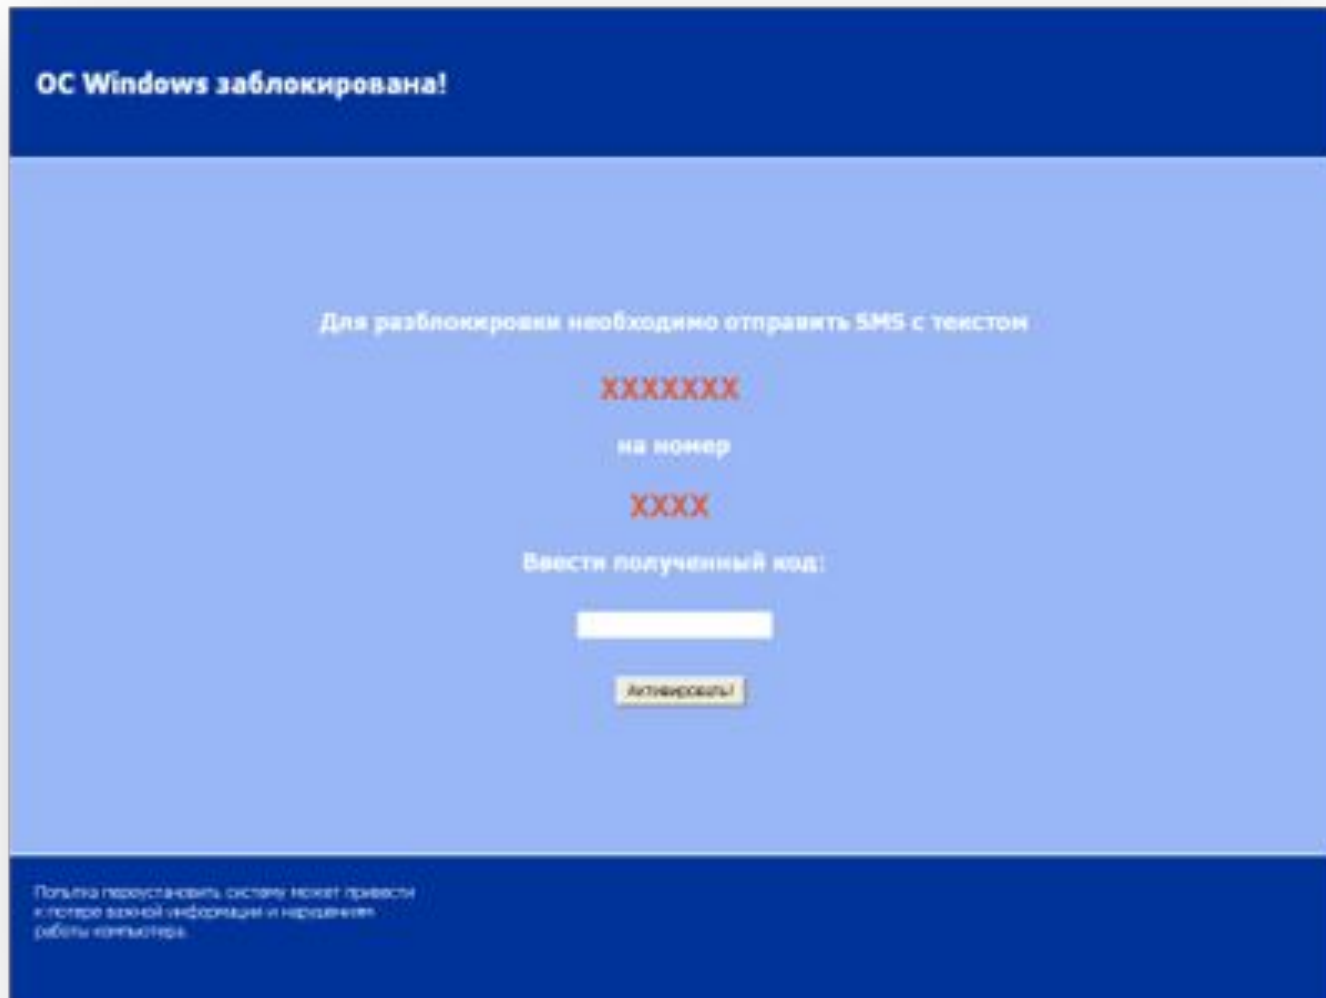 ОС Windows заблокирована!
Для разблокировки необходимо отправить SMS с текстом
XXXXXXX
на номер
XXXX
Ввести полученный код:
Активировать!
Попытка переустановить систему может привести
к потере важной информации и нарушениям
работы компьютера.